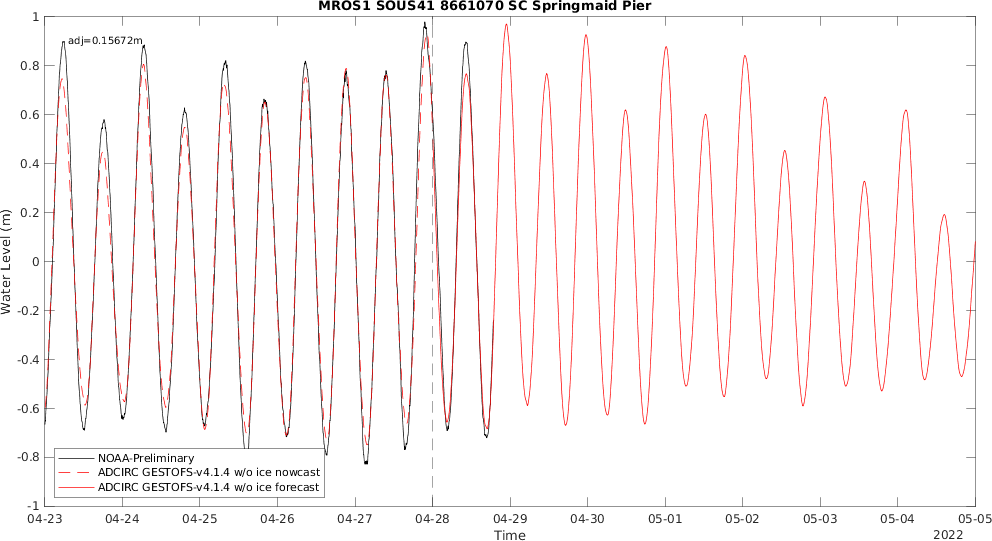 MROS1 SOUS41 8661070 SC Springmaid Pier
adj=0.15672m
1
0.8
0.6
0.4
0.2
0
-0.2
-0.4
-0.6
-0.8
-1
Water Level (m)
NOAA-Preliminary
ADCIRC GESTOFS-v4.1.4 w/o ice nowcast
ADCIRC GESTOFS-v4.1.4 w/o ice forecast
04-23 04-24 04-25 04-26 04-27 04-28 04-29 04-30 05-01 05-02 05-03 05-04 05-05
Time
2022